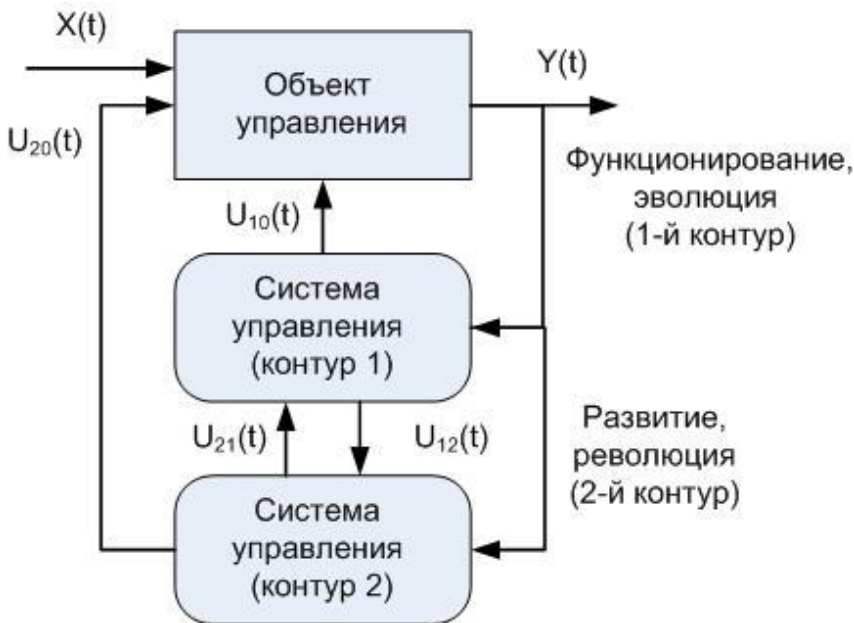 X(t)
Объект
управления
Y(t)
U₂₀(t)
Функционирование,
эволюция
(1-й контур)
U₁₀(t)
Система
управления
(контур 1)
U₂₁(t)
U₁₂(t)
Развитие,
революция
(2-й контур)
Система
управления
(контур 2)